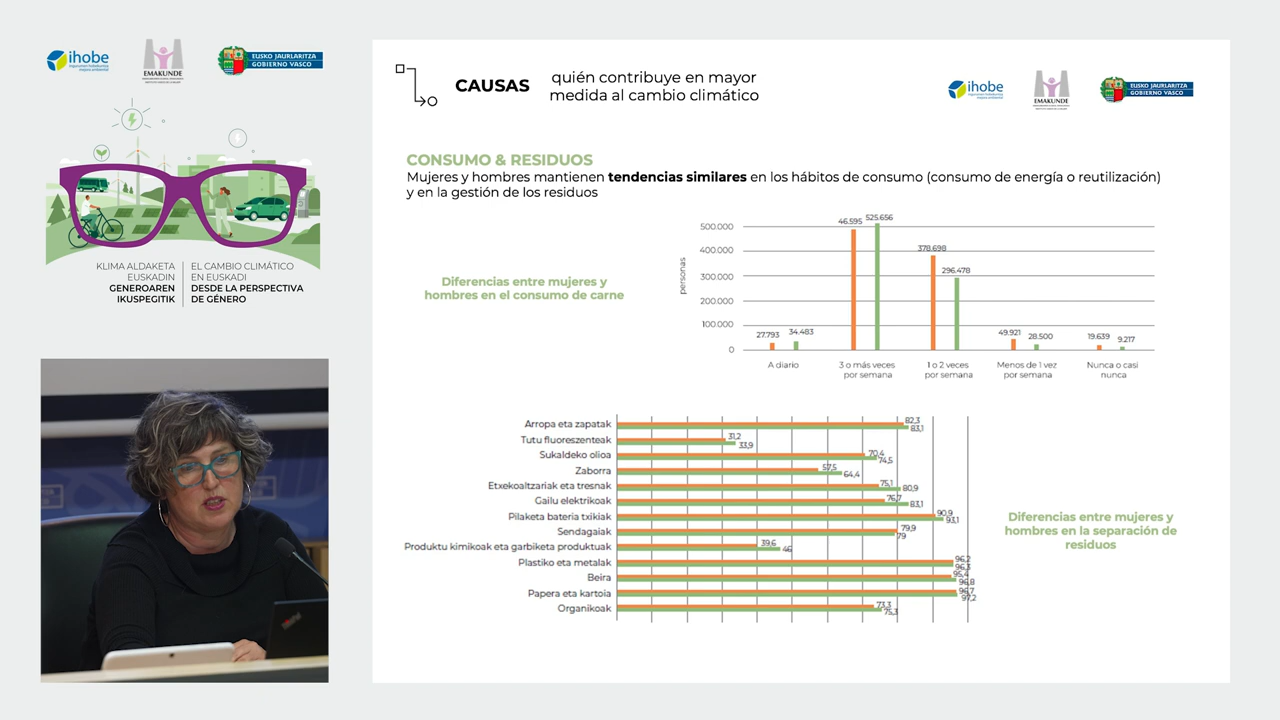 ihobe
EMAKUNDE
EUSKO JAURLARITZA
GOBIERNO VASCO
KLIMA ALDAKETA
EUSKADIN
GENEROAREN
IKUSPEGITIK
EL CAMBIO CLIMÁTICO
EN EUSKADI
DESDE LA PERSPECTIVA
DE GÉNERO
CAUSAS
quién contribuye en mayor
medida al cambio climático
ihobe
EMAKUNDE
EUSKO JAURLARITZA
GOBIERNO VASCO
CONSUMO & RESIDUOS
Mujeres y hombres mantienen tendencias similares en los hábitos de consumo (consumo de energía o reutilización)
y en la gestión de los residuos
Diferencias entre mujeres y
hombres en el consumo de carne
personas
500.000
400.000
300.000
200.000
100.000
0
27.793 34.483
46.595 525.656
378.698 296.478
49.921 28.500
19.639 9.217
A diario
3 o más veces
por semana
1 o 2 veces
por semana
Menos de 1 vez
por semana
Nunca o casi
nunca
Arropa eta zapatak 82,3 83,1
Tutu fluoreszenteak 31,2 33,9
Sukaldeko olioa 70,4 74,5
Zaborra 57,5 64,4
Etxekoaltzariak eta tresnak 75,1 80,9
Gailu elektrikoak 76,7 83,1
Pilaketa bateria txikiak 90,9 93,1
Sendagaiak 79,9 79
Produktu kimikoak eta garbiketa produktuak 39,6 46
Plastiko eta metalak 96,2 96,3
Beira 95,4 96,8
Papera eta kartoia 96,7 97,2
Organikoak 73,3 75,3
Diferencias entre mujeres y
hombres en la separación de
residuos